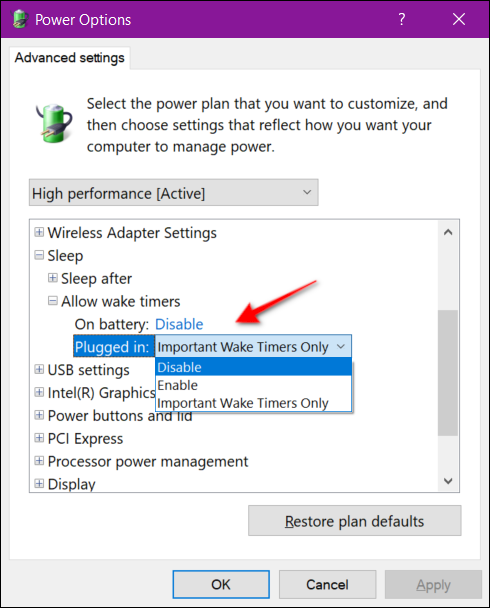 Power Options
?
Advanced settings
Select the power plan that you want to customize, and
then choose settings that reflect how you want your
computer to manage power.
High performance [Active]
Wireless Adapter Settings
Sleep
Sleep after
Allow wake timers
On battery: Disable
Plugged in: Important Wake Timers Only
Disable
USB settings
Enable
Intel(R) Graphics
Important Wake Timers Only
Power buttons and lid
PCI Express
Processor power management
Display
Restore plan defaults
OK
Cancel
Apply